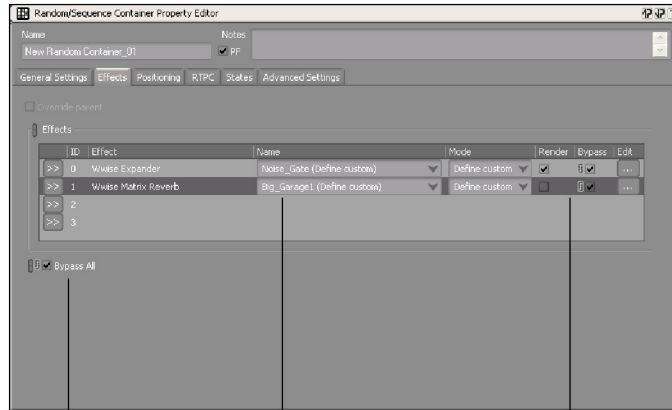 Random/Sequence Container Property Editor
Name
Notes
New Random Container_01
PF
General Settings Effects Positioning RTPC States Advanced Settings
Override parent
Effects
ID Effect Name Mode Render Bypass Edit
>> 0 Wwise Expander Noise_Gate (Define custom) Define custom ...
>> 1 Wwise Matrix Reverb Big_Garage1 (Define custom) Define custom ...
>> 2
>> 3
Bypass All